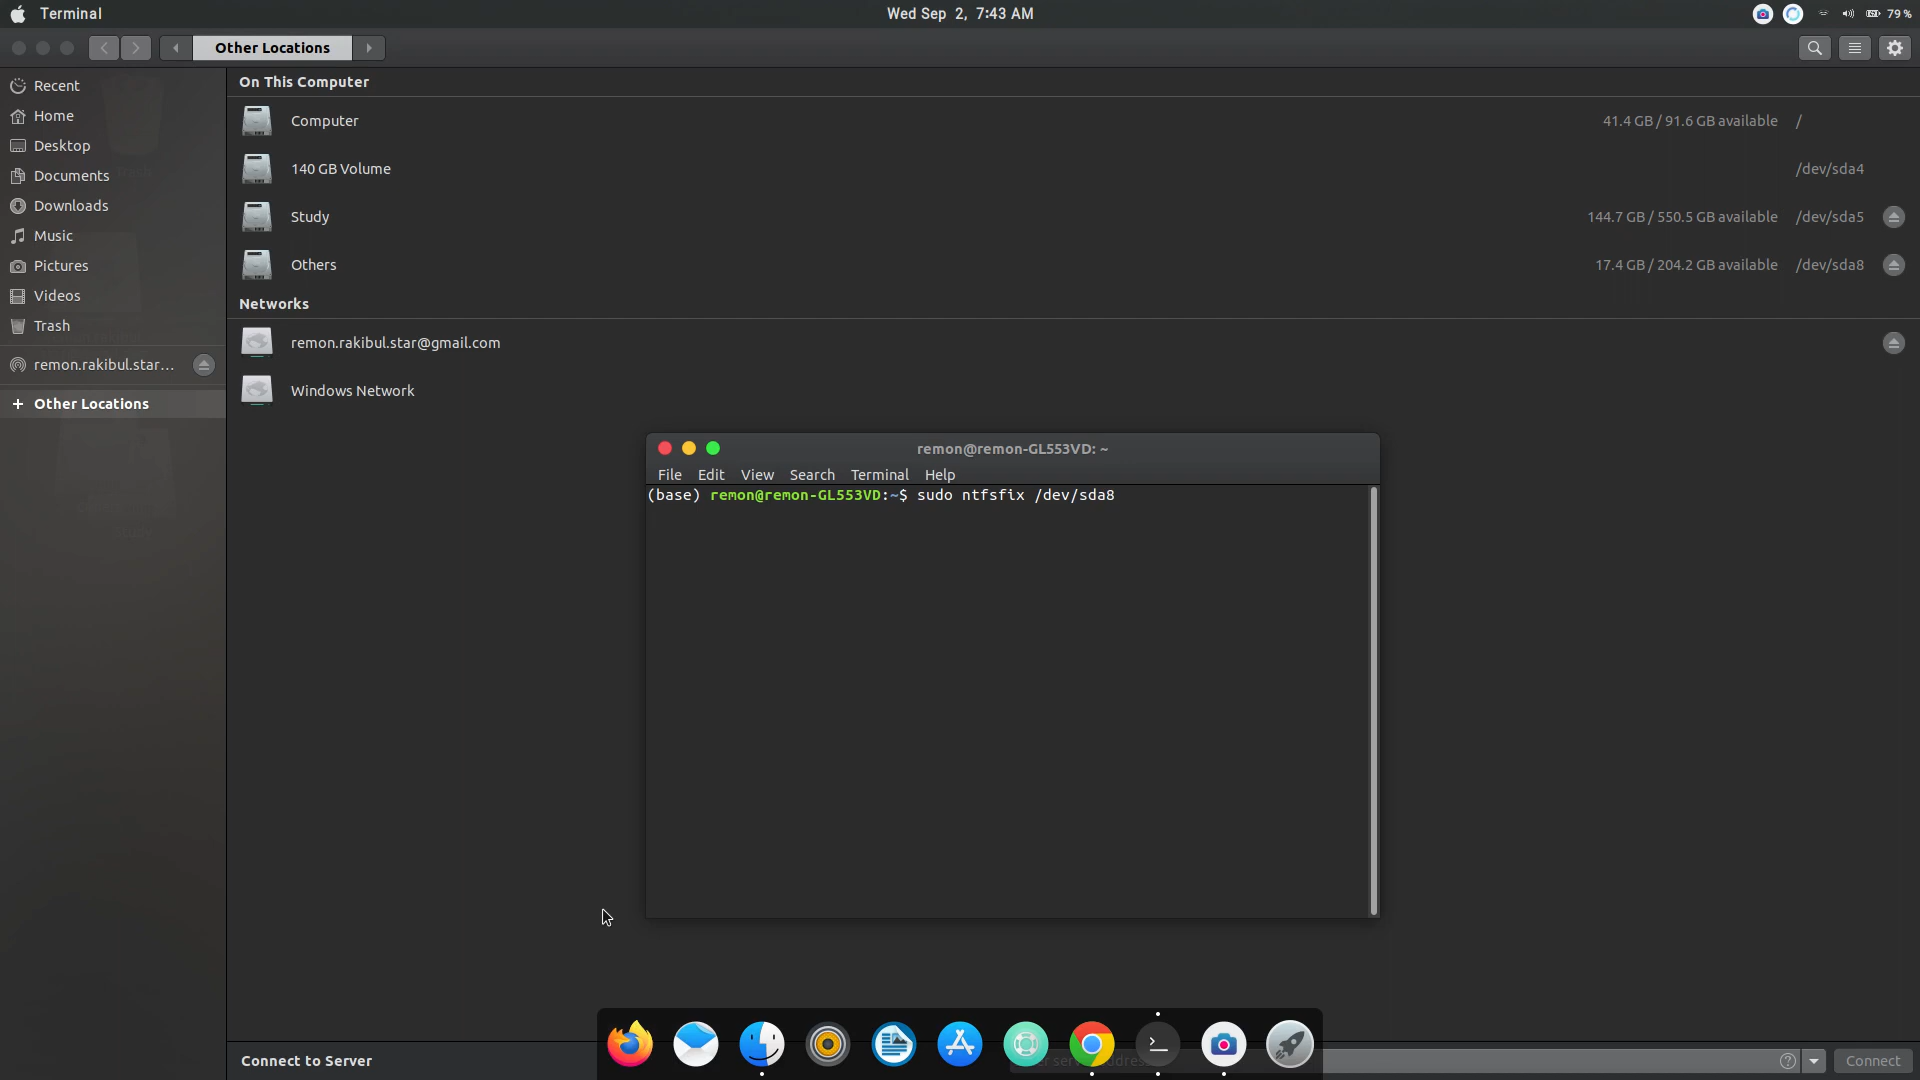 Terminal
Wed Sep 2, 7:43 AM
79 %
Other Locations
Recent
Home
Desktop
Documents
Downloads
Music
Pictures
Videos
Trash
remon.rakibul.star...
+ Other Locations
On This Computer
Computer
41.4 GB / 91.6 GB available /
140 GB Volume
/dev/sda4
Study
144.7 GB / 550.5 GB available /dev/sda5
Others
17.4 GB / 204.2 GB available /dev/sda8
Networks
remon.rakibul.star@gmail.com
Windows Network
remon@remon-GL553VD: ~
File Edit View Search Terminal Help
(base) remon@remon-GL553VD:~$ sudo ntfsfix /dev/sda8
Connect to Server
Connect